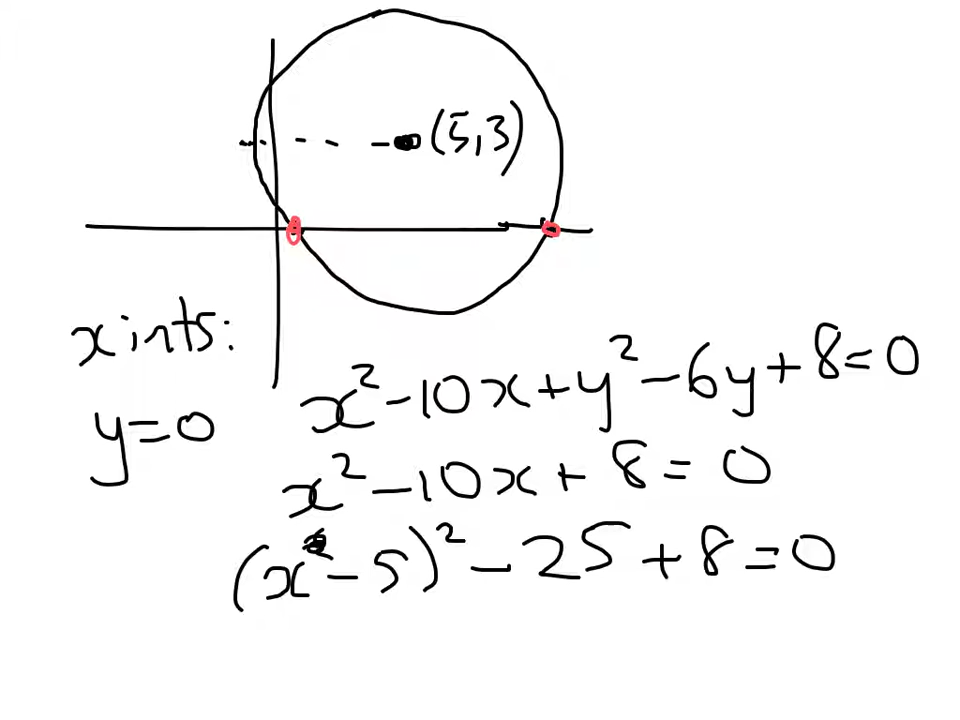 (5,3)
x ints:
x² - 10x + y² - 6y + 8 = 0
y = 0
x² - 10x + 8 = 0
(x - 5)² - 25 + 8 = 0